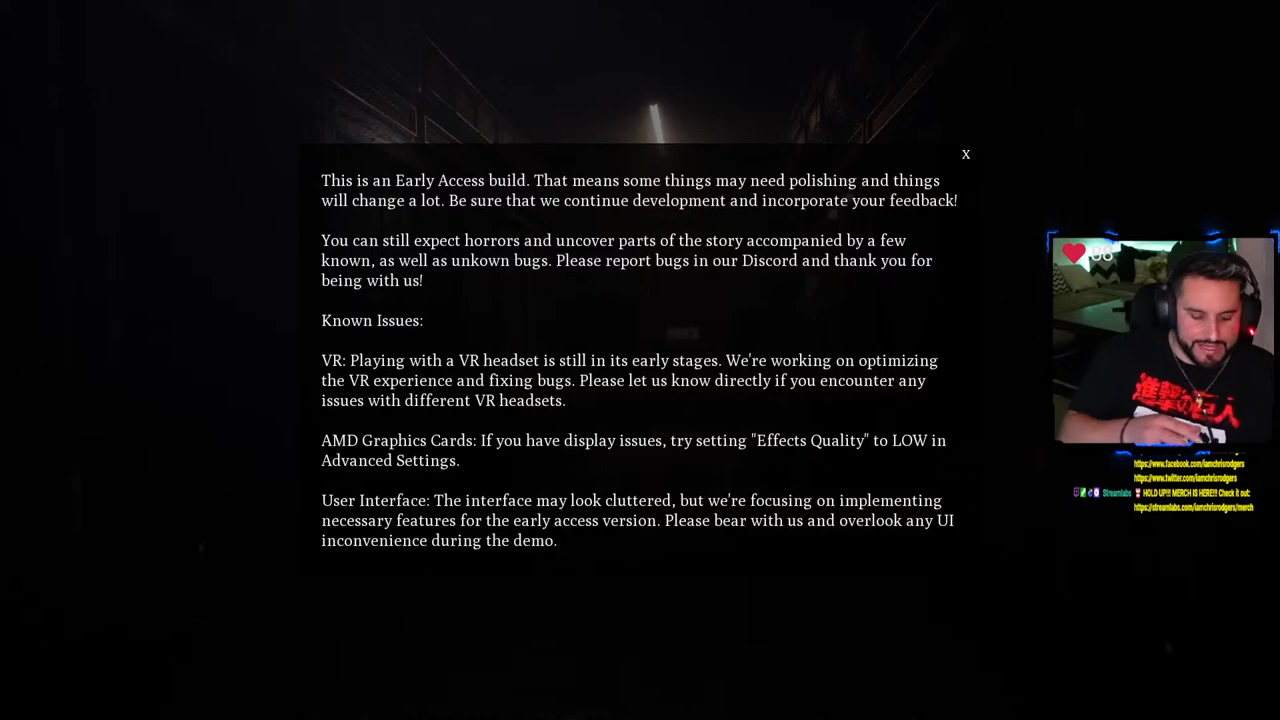 X
This is an Early Access build. That means some things may need polishing and things
will change a lot. Be sure that we continue development and incorporate your feedback!
You can still expect horrors and uncover parts of the story accompanied by a few
known, as well as unkown bugs. Please report bugs in our Discord and thank you for
being with us!
Known Issues:
VR: Playing with a VR headset is still in its early stages. We're working on optimizing
the VR experience and fixing bugs. Please let us know directly if you encounter any
issues with different VR headsets.
AMD Graphics Cards: If you have display issues, try setting "Effects Quality" to LOW in
Advanced Settings.
User Interface: The interface may look cluttered, but we're focusing on implementing
necessary features for the early access version. Please bear with us and overlook any UI
inconvenience during the demo.
88
進撃の巨人
https://www.facebook.com/iamchrisrodgers
https://www.twitter.com/iamchrisrodgers
Streamlabs HOLD UP!!! MERCH IS HERE!!! Check it out:
https://streamlabs.com/iamchrisrodgers/merch